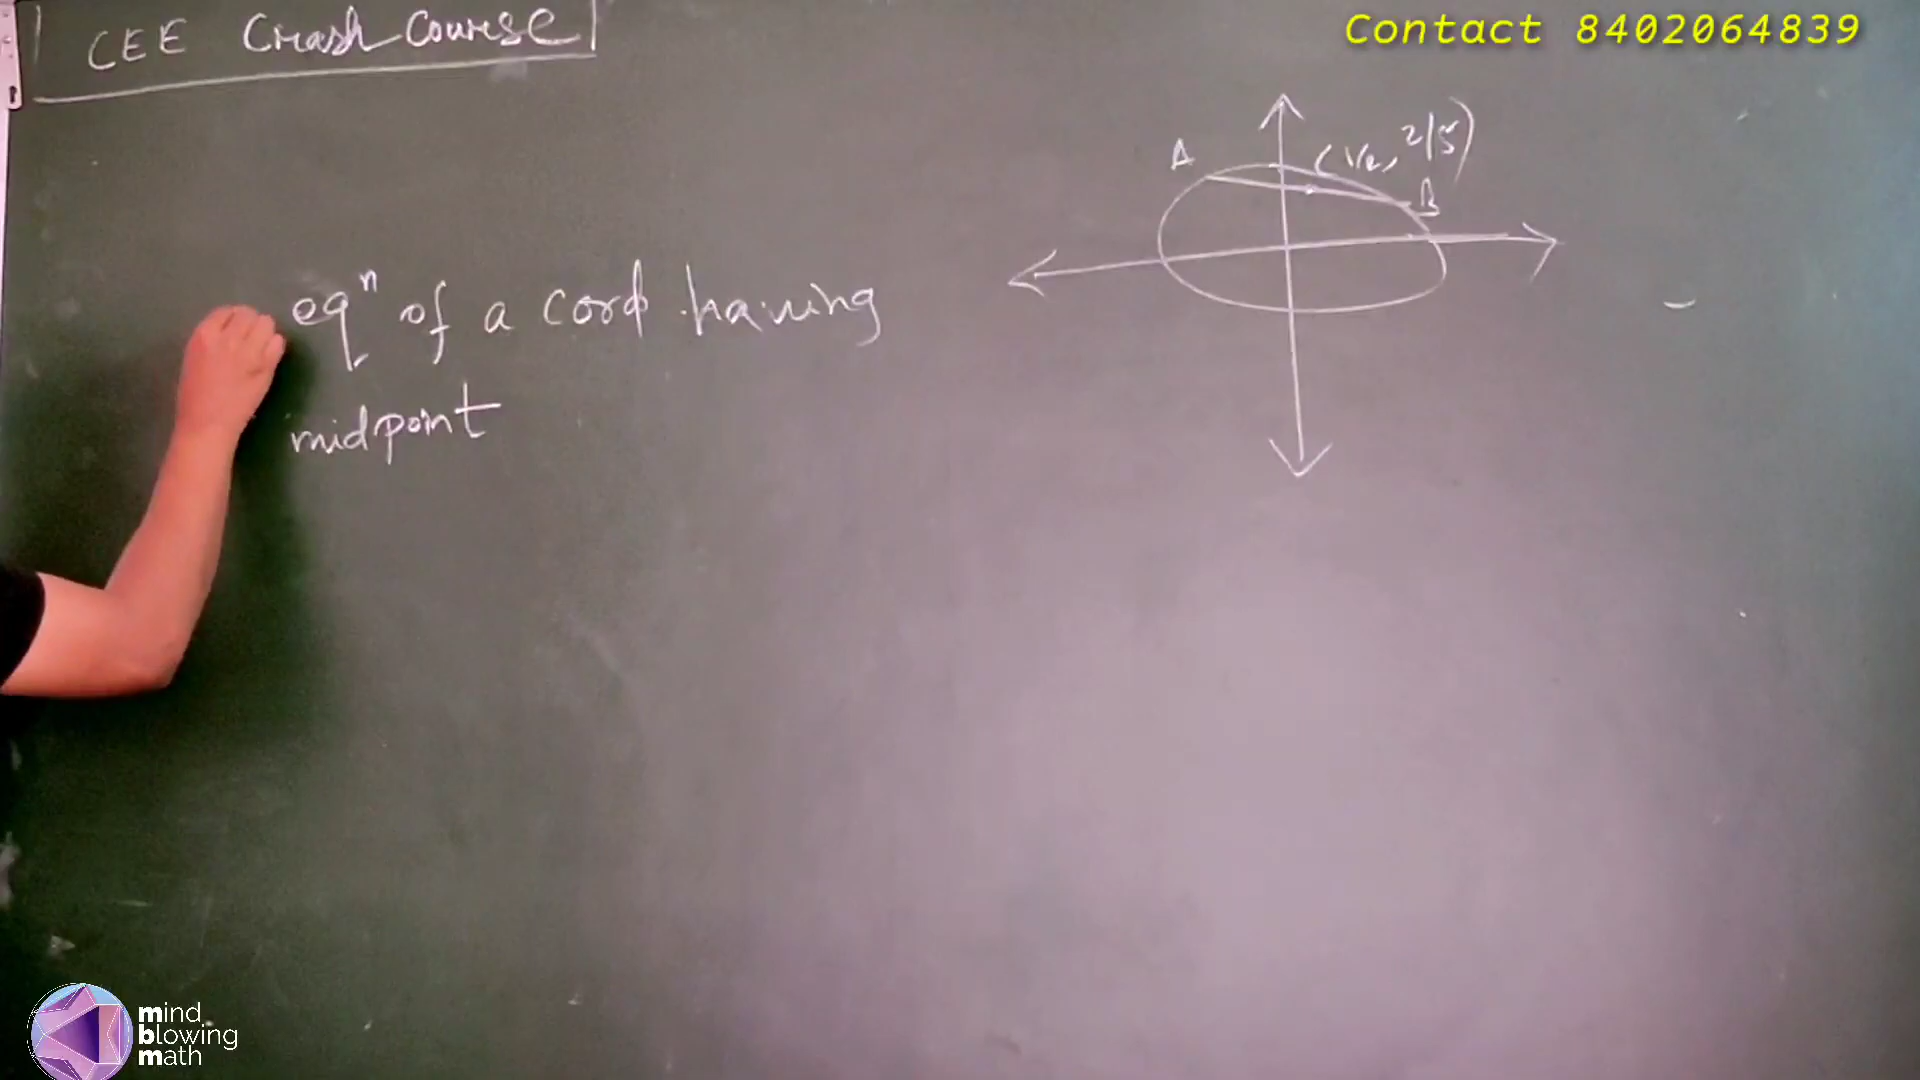 CEE Crash Course
Contact 8402064839
A
(1/2, 2/5)
B
eqⁿ of a cord having
midpoint
mind
blowing
math